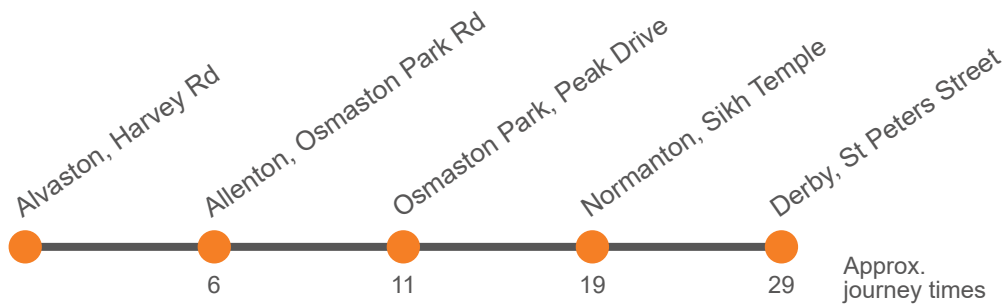 Alvaston, Harvey Rd
Allenton, Osmaston Park Rd
Osmaston Park, Peak Drive
Normanton, Sikh Temple
Derby, St Peters Street
6
11
19
29
Approx.
journey times